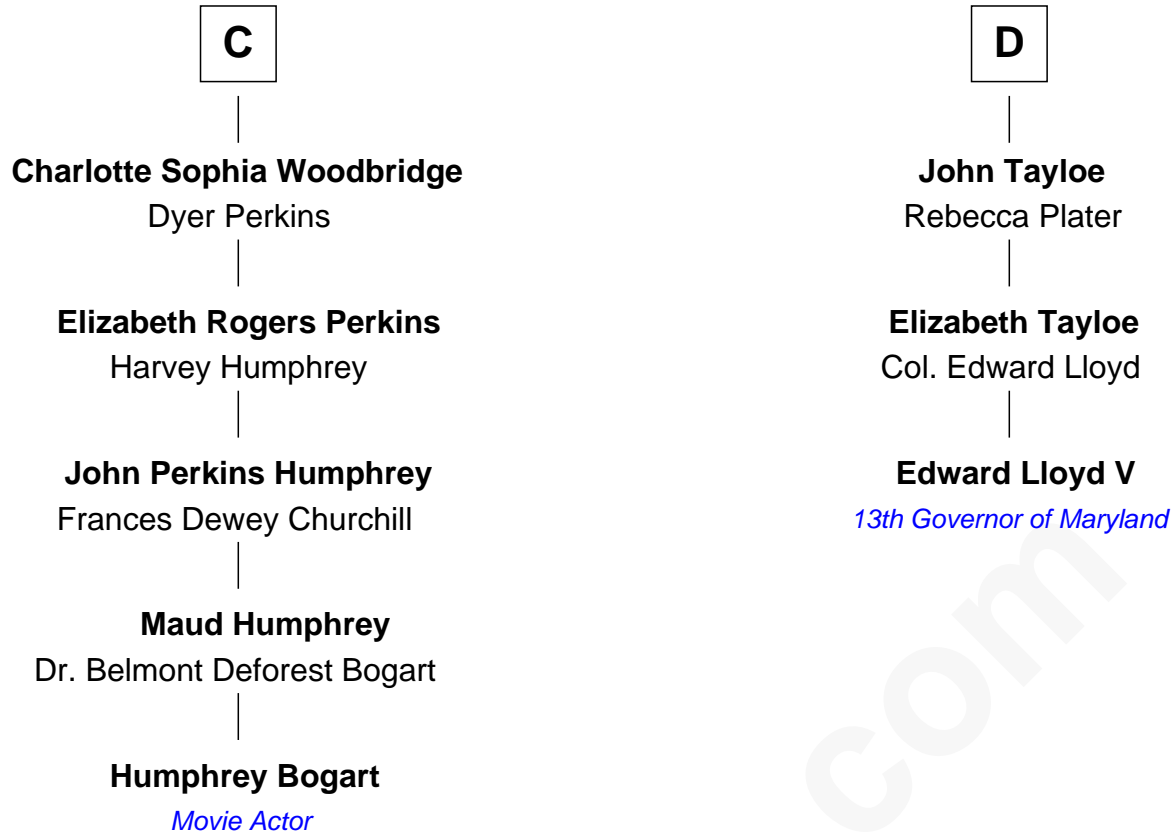 C
Charlotte Sophia Woodbridge
Dyer Perkins
Elizabeth Rogers Perkins
Harvey Humphrey
John Perkins Humphrey
Frances Dewey Churchill
Maud Humphrey
Dr. Belmont Deforest Bogart
Humphrey Bogart
Movie Actor
D
John Tayloe
Rebecca Plater
Elizabeth Tayloe
Col. Edward Lloyd
Edward Lloyd V
13th Governor of Maryland
com